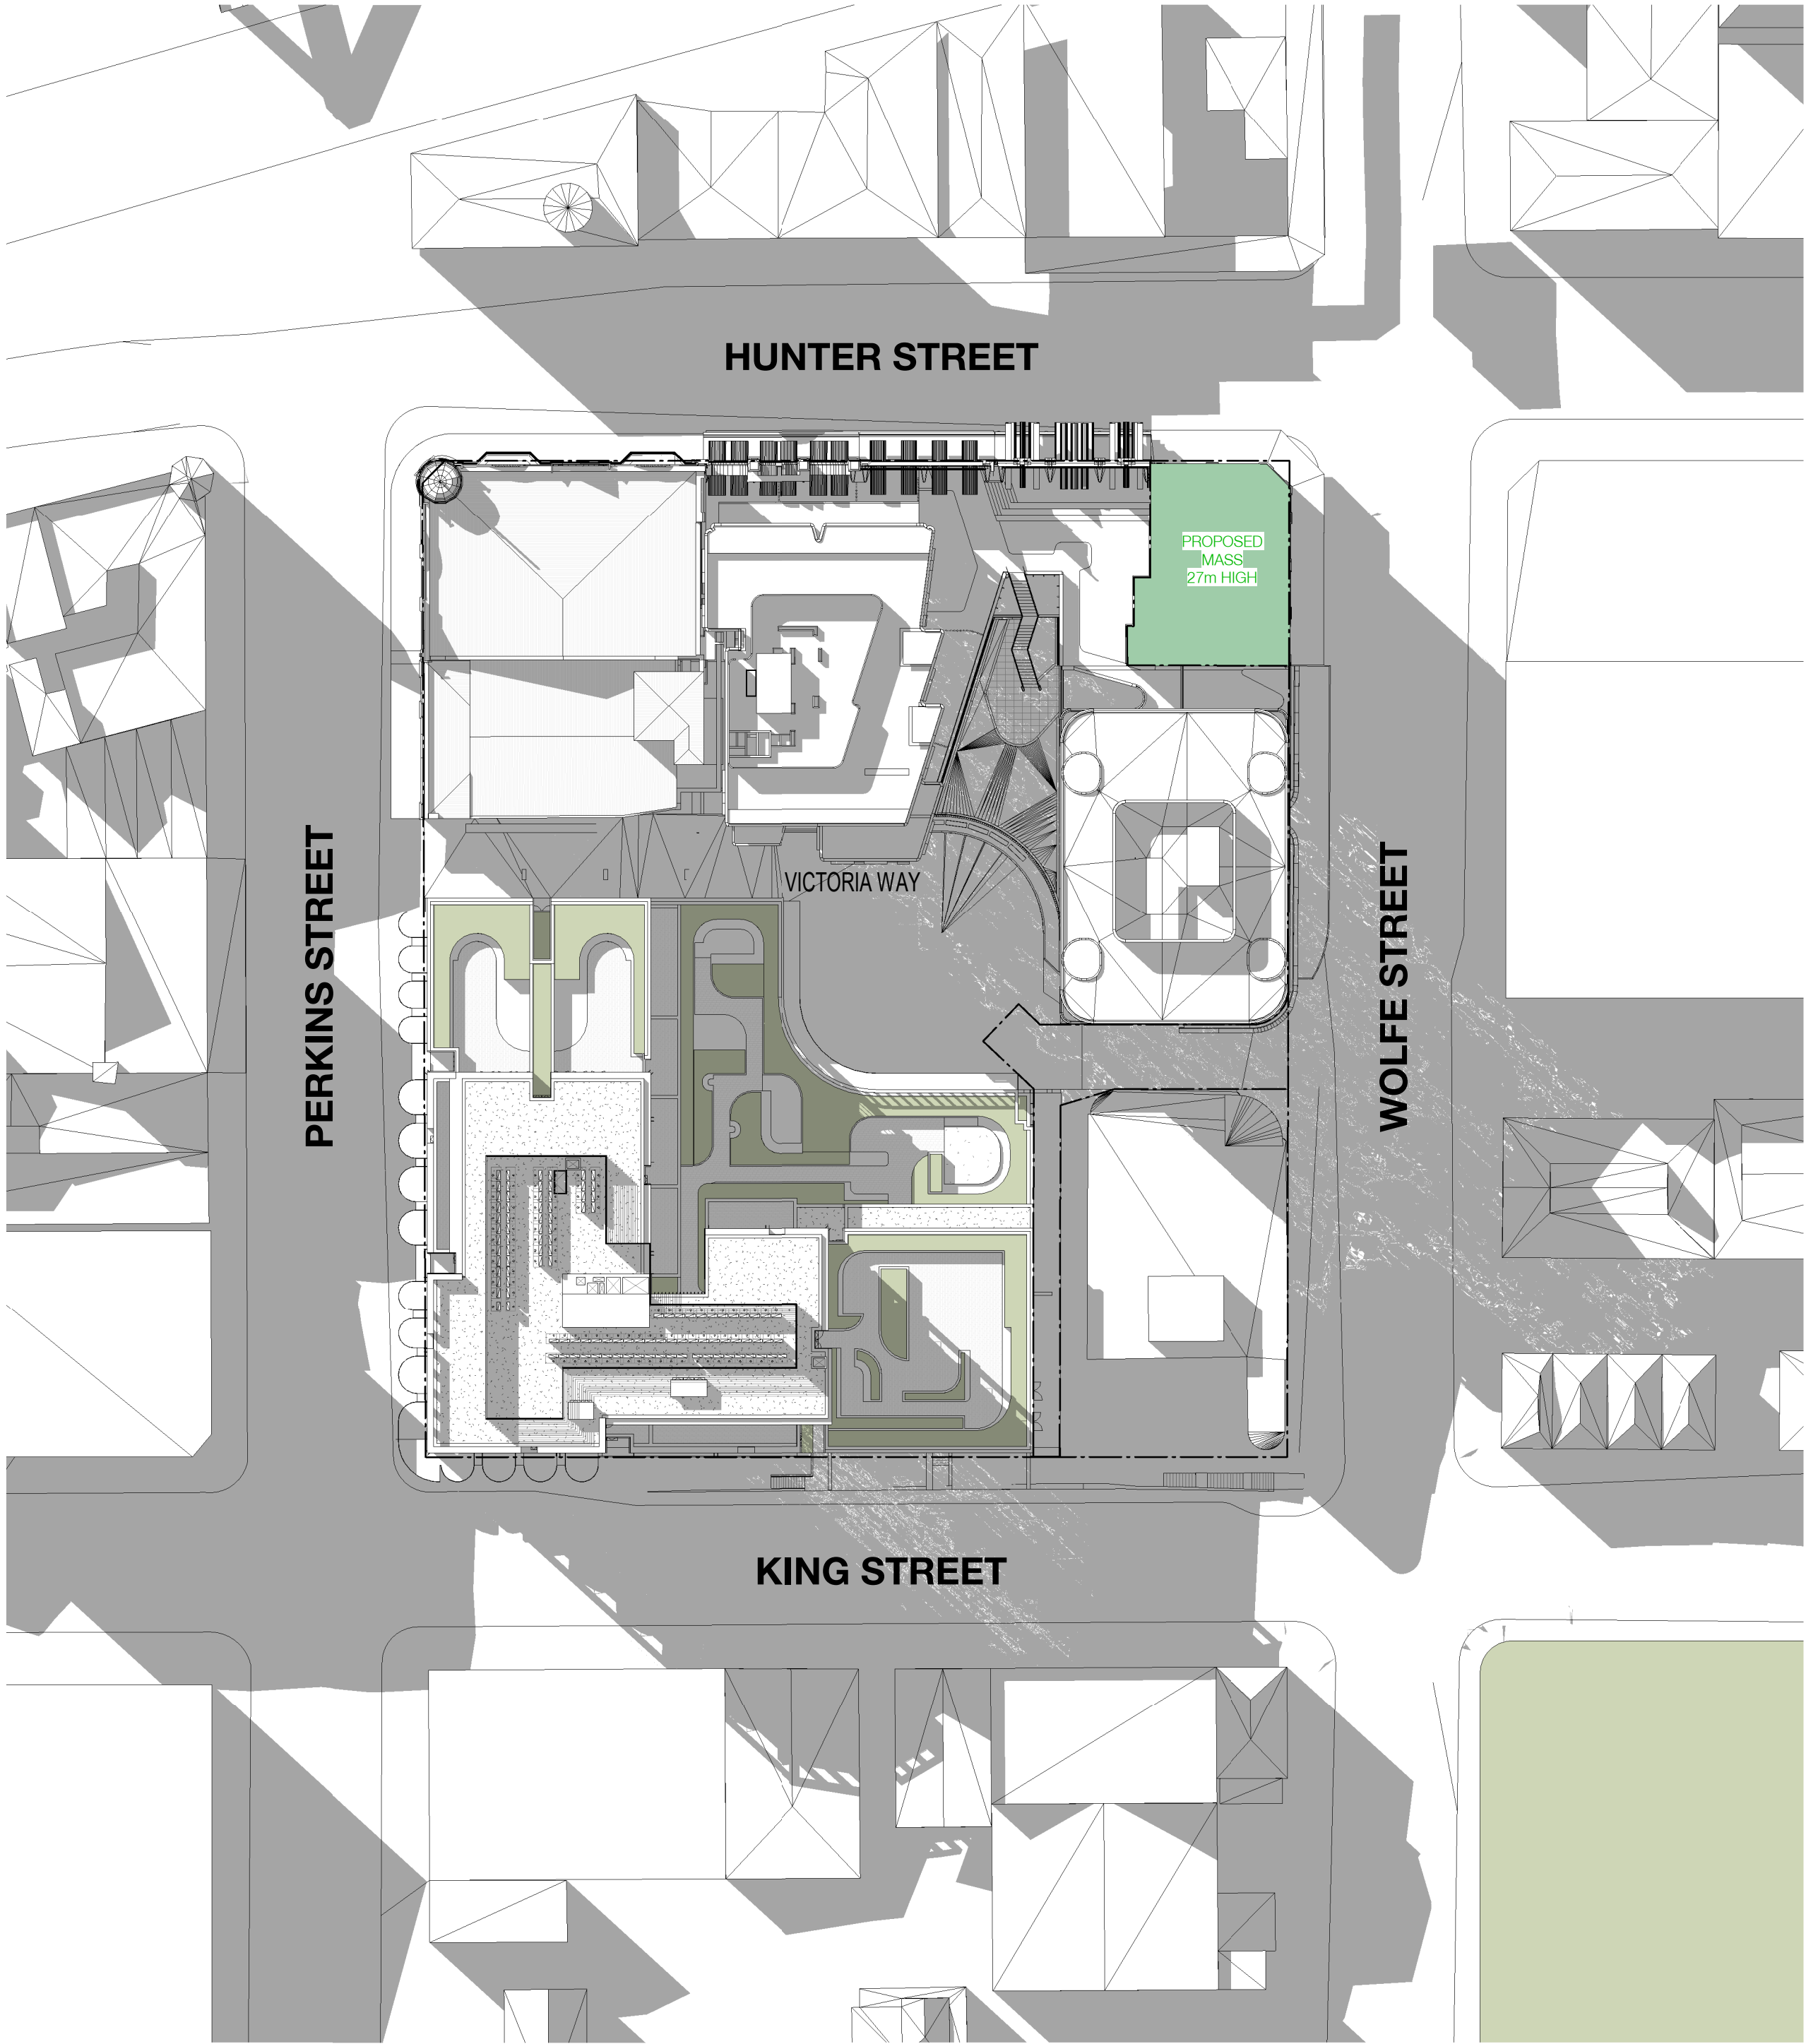 HUNTER STREET
PROPOSED
MASS
27m HIGH
VICTORIA WAY
PERKINS STREET
WOLFE STREET
KING STREET